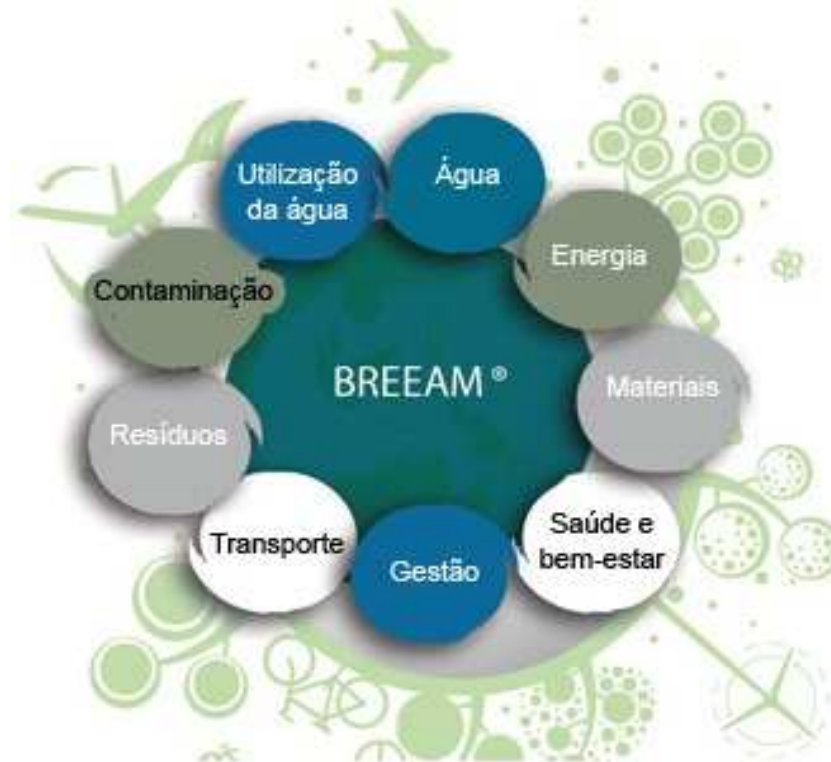 Utilização
da água
Água
Energia
Contaminação
BREEAM ®
Materiais
Resíduos
Saúde e
bem-estar
Transporte
Gestão